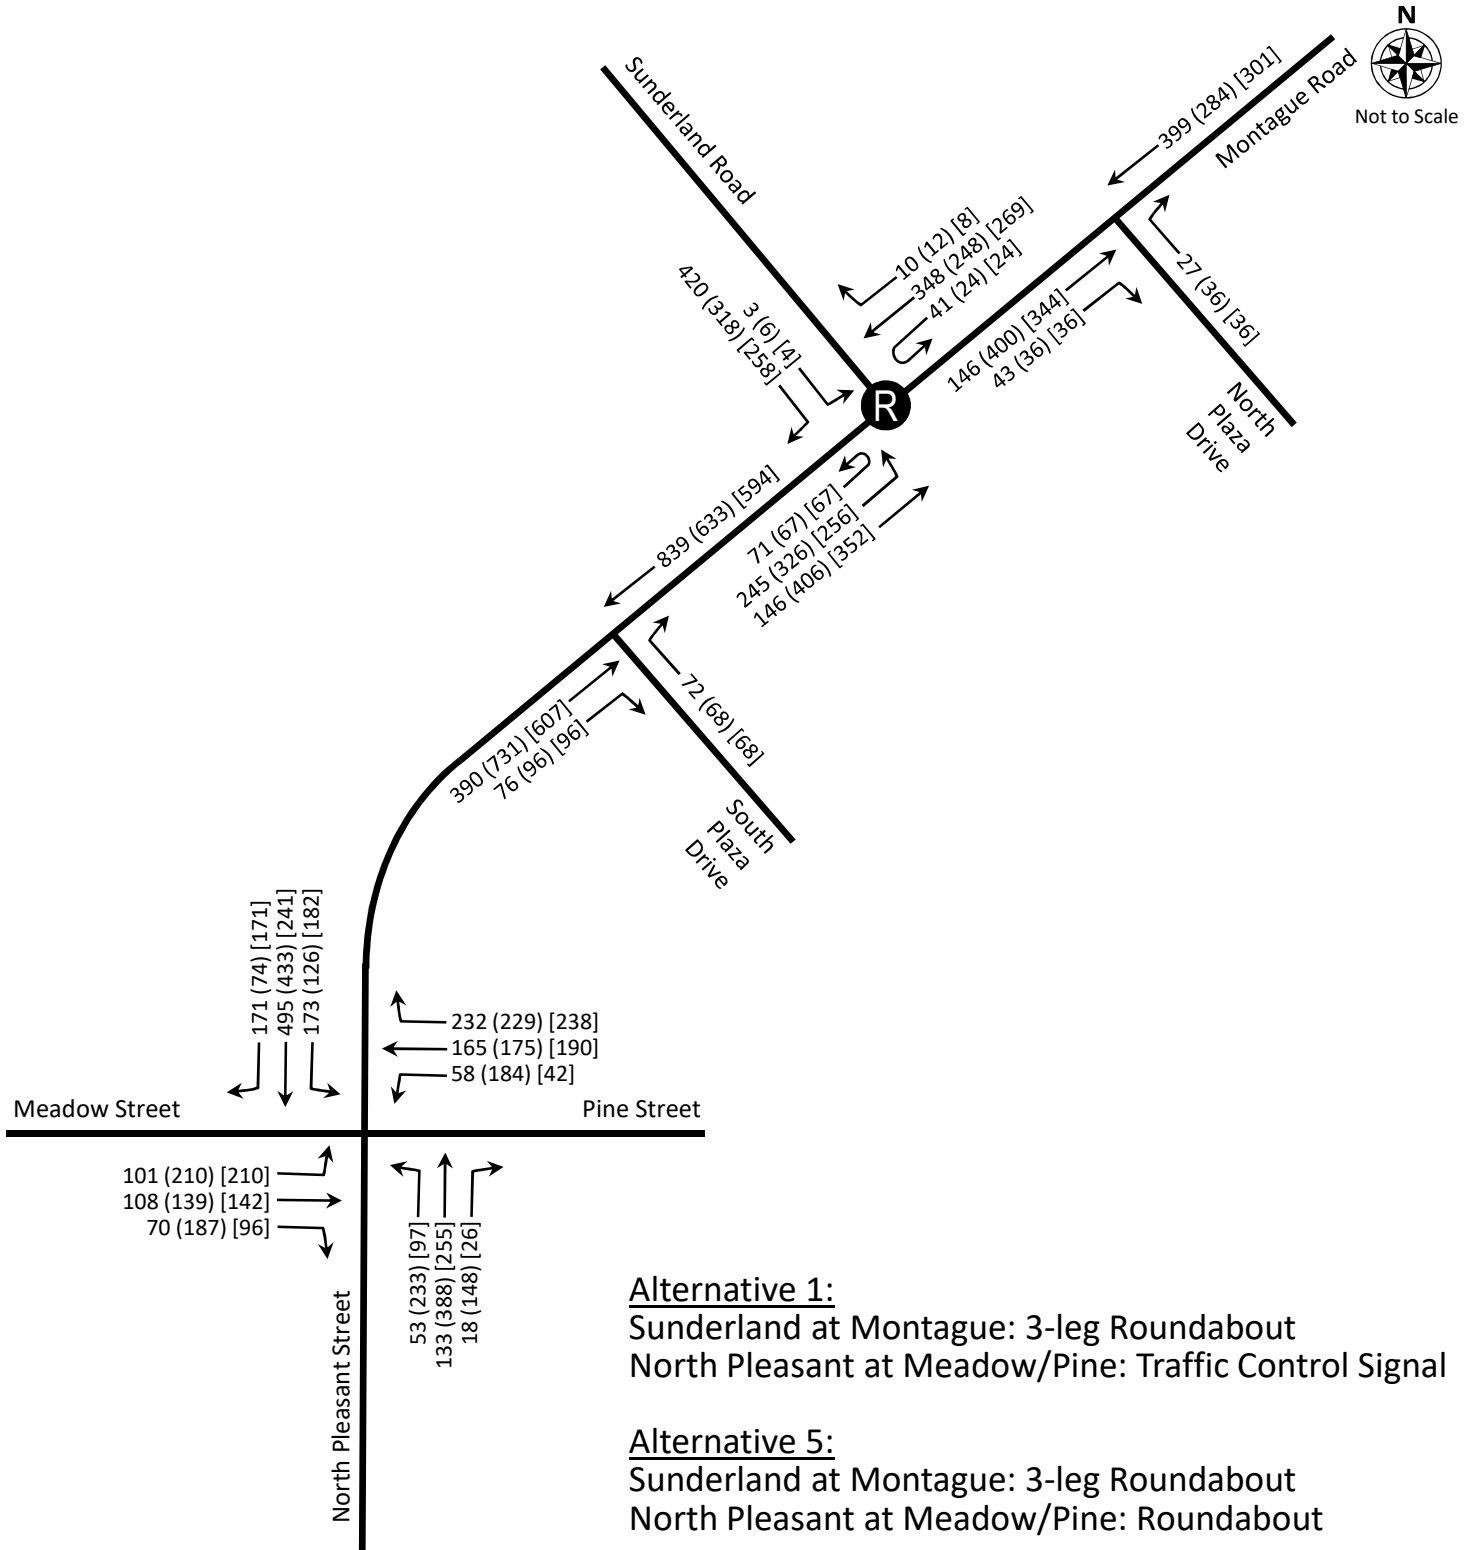 N
Not to Scale
Sunderland Road
399 (284) [301]
Montague Road
10 (12) [8]
348 (248) [269]
41 (24) [24]
3 (6) [4]
420 (318) [258]
27 (36) [36]
146 (400) [344]
43 (36) [36]
R
North
Plaza
Drive
839 (633) [594]
71 (67) [67]
245 (326) [256]
146 (406) [352]
72 (68) [68]
390 (731) [607]
76 (96) [96]
South
Plaza
Drive
171 (74) [171]
495 (433) [241]
173 (126) [182]
232 (229) [238]
165 (175) [190]
58 (184) [42]
Meadow Street
Pine Street
101 (210) [210]
108 (139) [142]
70 (187) [96]
53 (233) [97]
133 (388) [255]
18 (148) [26]
North Pleasant Street
Alternative 1:
Sunderland at Montague: 3-leg Roundabout
North Pleasant at Meadow/Pine: Traffic Control Signal
Alternative 5:
Sunderland at Montague: 3-leg Roundabout
North Pleasant at Meadow/Pine: Roundabout